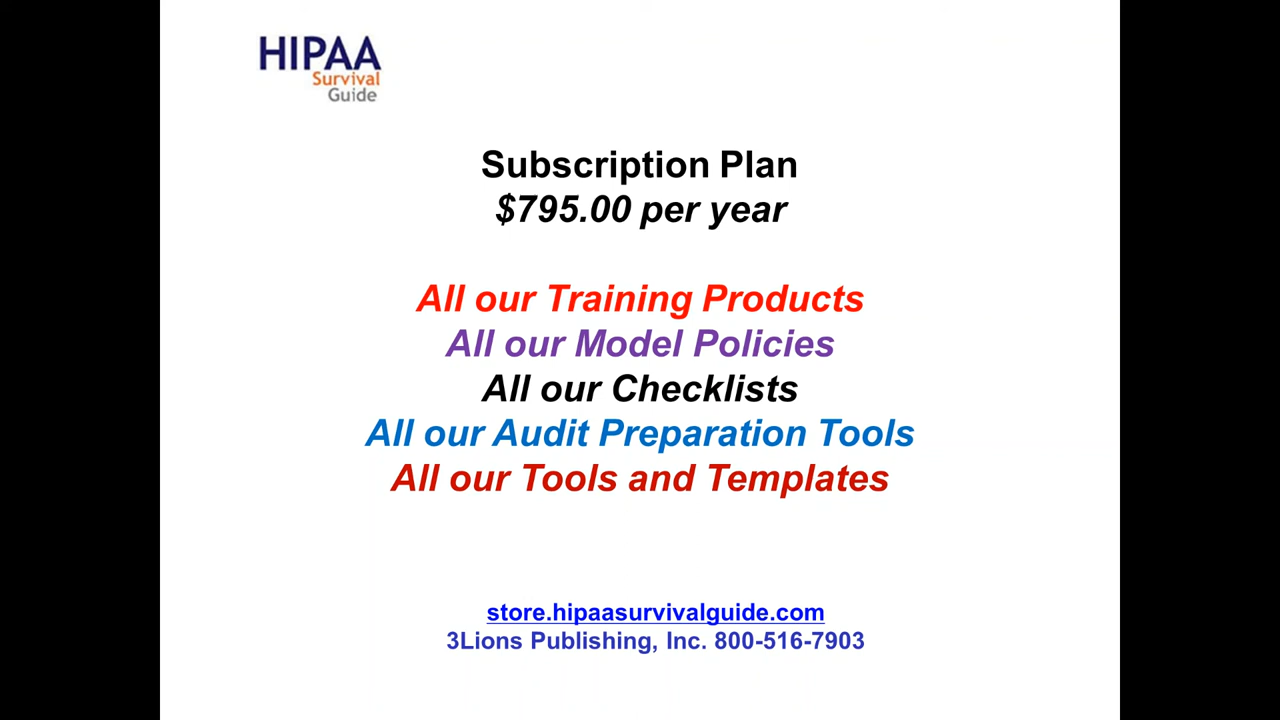 HIPAA
Survival
Guide
Subscription Plan
$795.00 per year
All our Training Products
All our Model Policies
All our Checklists
All our Audit Preparation Tools
All our Tools and Templates
store.hipaasurvivalguide.com
3Lions Publishing, Inc. 800-516-7903